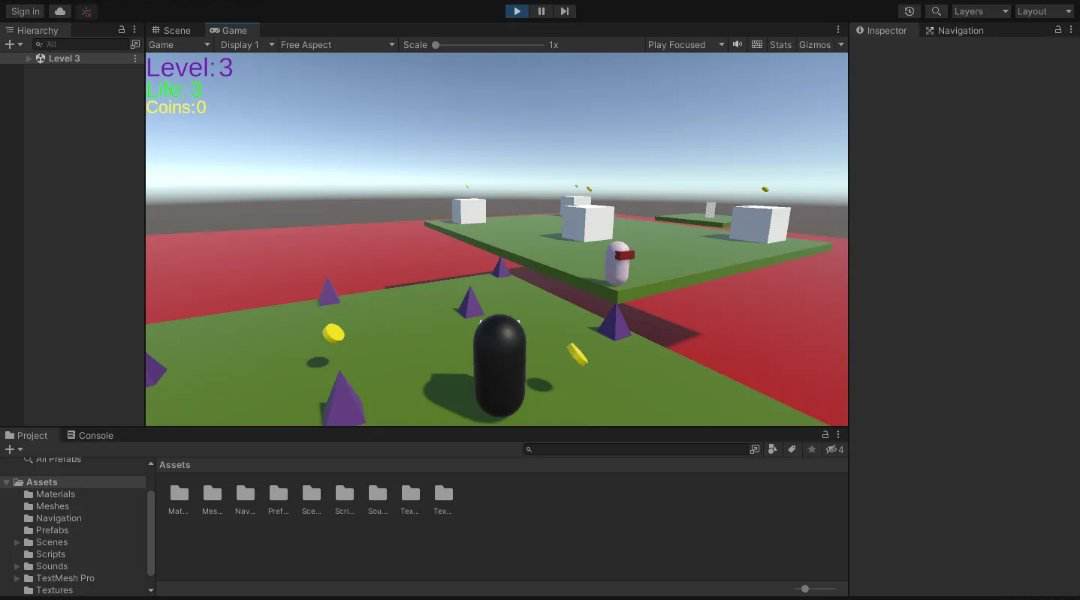 Sign in
Layers
Layout
Hierarchy
Scene
Game
Inspector
Navigation
All
Game
Display 1
Free Aspect
Scale
1x
Play Focused
Stats
Gizmos
Level 3
Level: 3
Life: 3
Coins:0
Project
Console
4
All Prefabs
Assets
Assets
Materials
Meshes
Navigation
Prefabs
Scenes
Scripts
Sounds
TextMesh Pro
Textures
Mat...
Mes...
Nav...
Pref...
Sce...
Scri...
Sou...
Tex...
Tex...